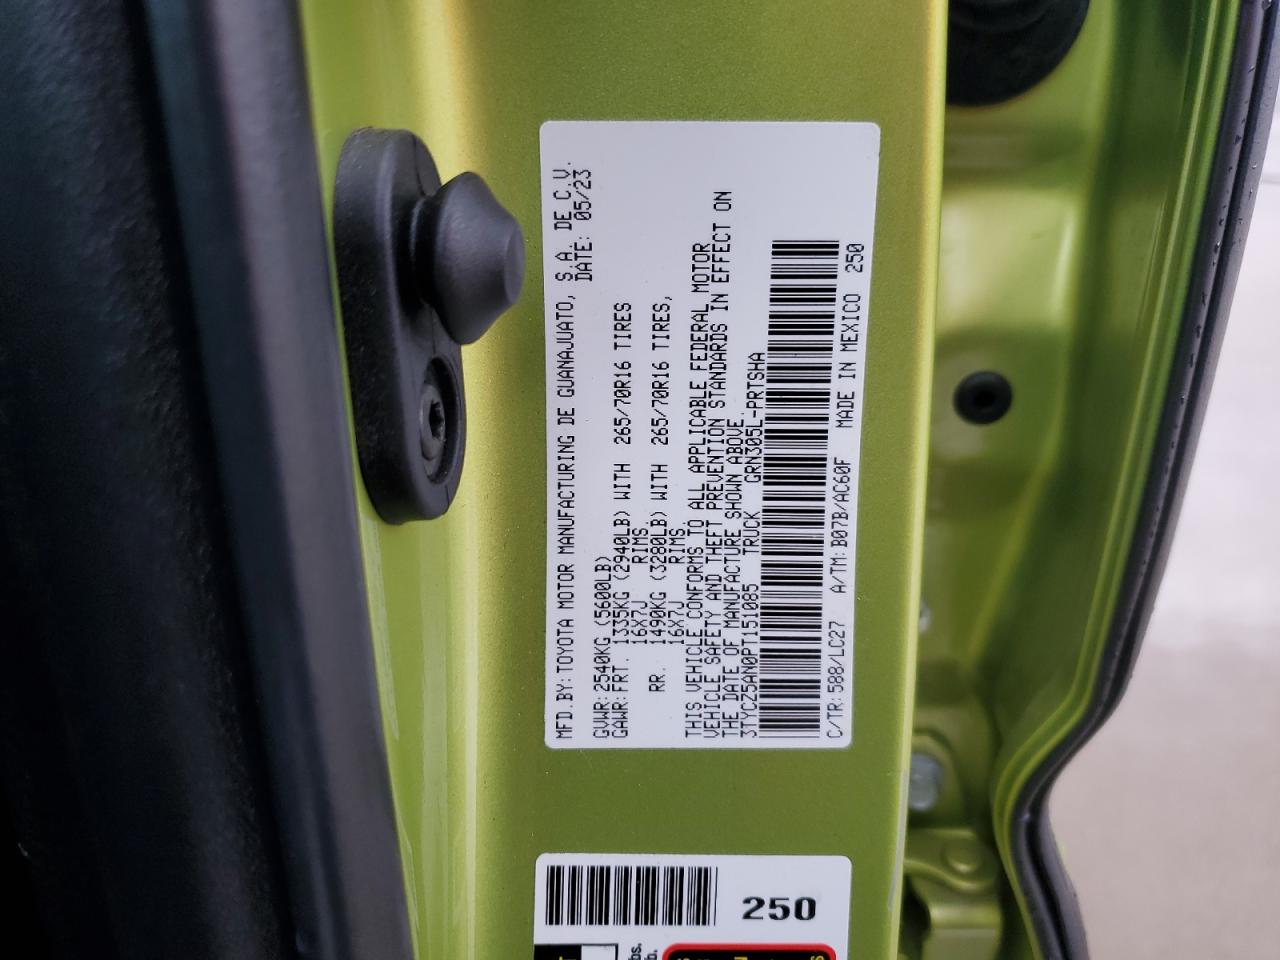 MFD.BY:TOYOTA MOTOR MANUFACTURING DE GUANAJUATO, S.A. DE C.V.
DATE: 05/23
GVWR:2540KG (5600LB)
GAWR:FRT. 1335KG (2940LB) WITH 265/70R16 TIRES
16X7J RIMS.
RR. 1490KG (3280LB) WITH 265/70R16 TIRES,
16X7J RIMS.
THIS VEHICLE CONFORMS TO ALL APPLICABLE FEDERAL MOTOR
VEHICLE SAFETY AND THEFT PREVENTION STANDARDS IN EFFECT ON
THE DATE OF MANUFACTURE SHOWN ABOVE.
3TYCZ5AN0PT151085 TRUCK GRN305L-PRTSHA
C/TR:588/LC27 A/TM:B07B/AC60F MADE IN MEXICO 250
250